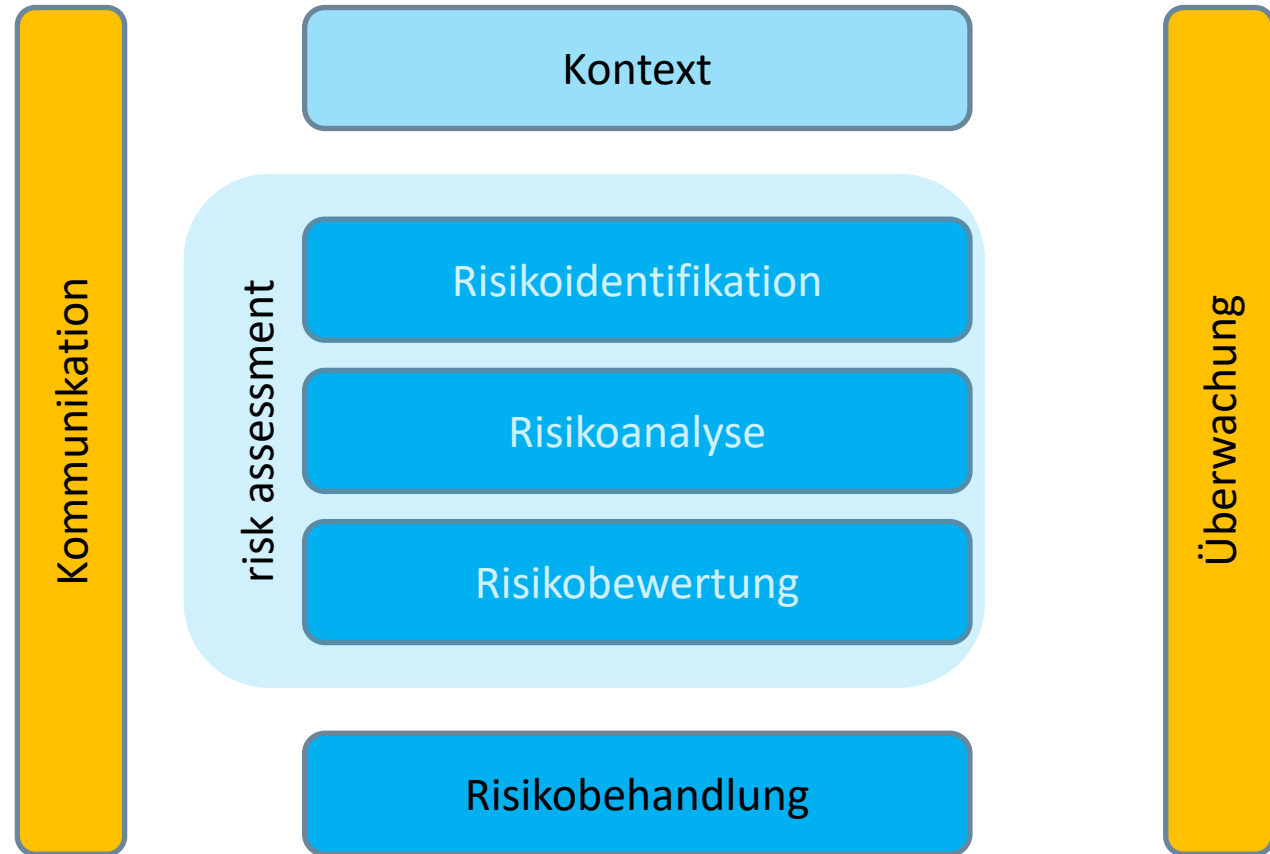 Kommunikation
Kontext
risk assessment
Risikoidentifikation
Risikoanalyse
Risikobewertung
Risikobehandlung
Überwachung